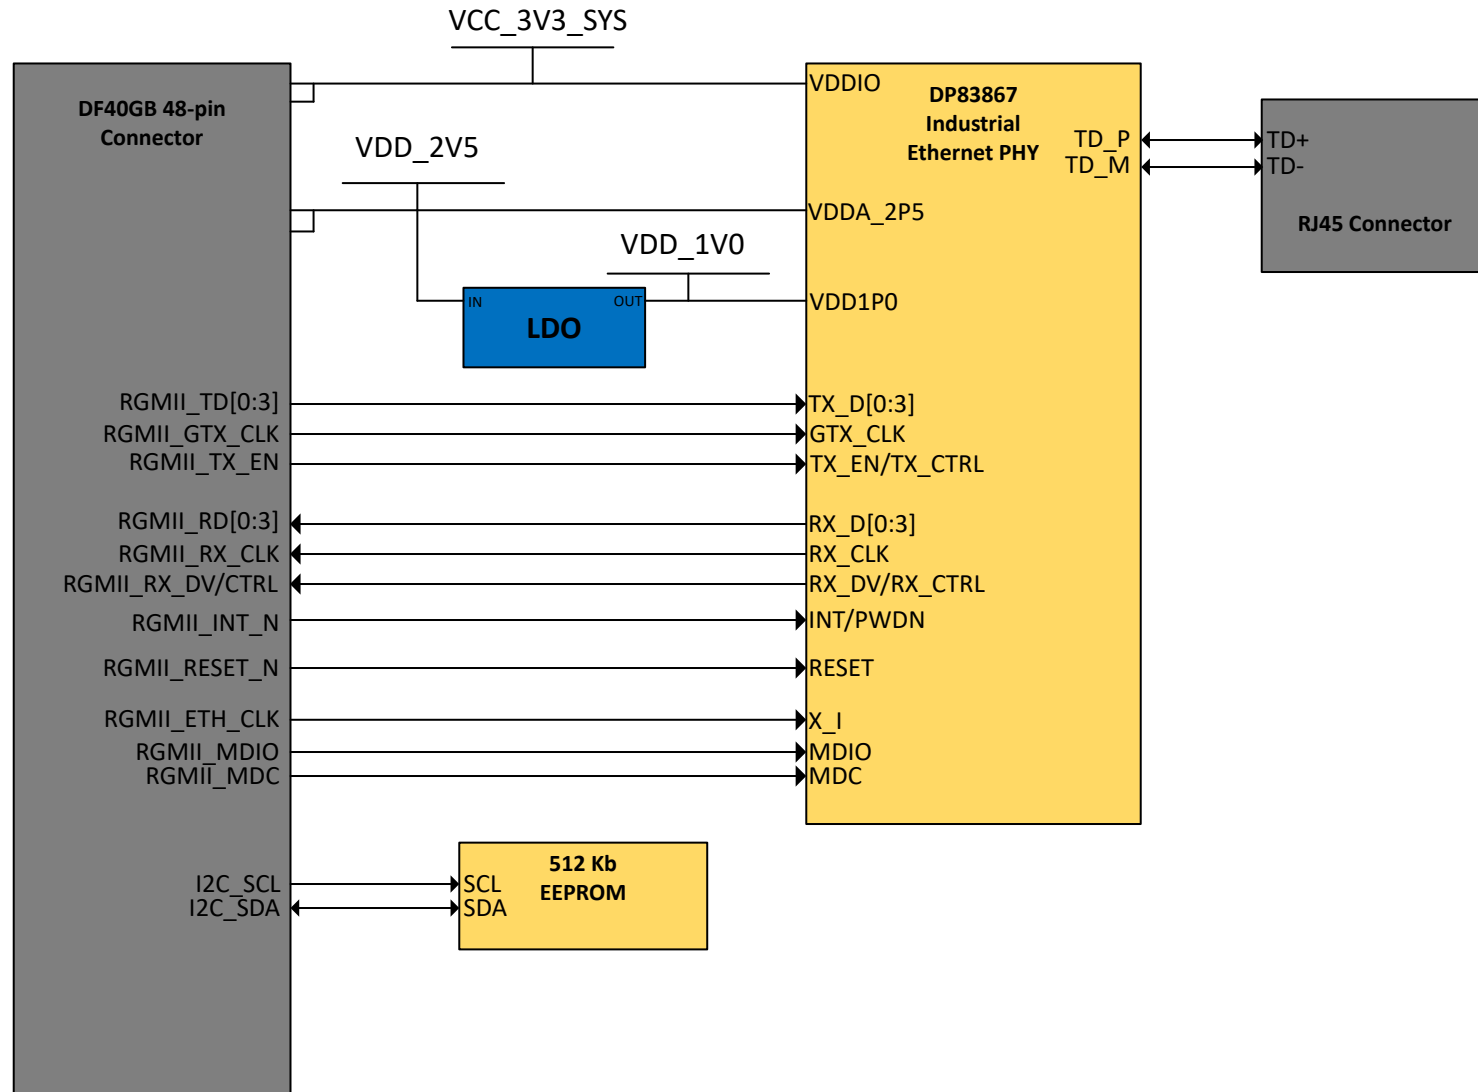 VCC_3V3_SYS
DF40GB 48-pin
Connector
VDD_2V5
VDD_1V0
IN
OUT
LDO
RGMII_TD[0:3]
RGMII_GTX_CLK
RGMII_TX_EN
RGMII_RD[0:3]
RGMII_RX_CLK
RGMII_RX_DV/CTRL
RGMII_INT_N
RGMII_RESET_N
RGMII_ETH_CLK
RGMII_MDIO
RGMII_MDC
I2C_SCL
I2C_SDA
512 Kb
EEPROM
SCL
SDA
VDDIO
DP83867
Industrial
Ethernet PHY
TD_P
TD_M
VDDA_2P5
VDD1P0
TX_D[0:3]
GTX_CLK
TX_EN/TX_CTRL
RX_D[0:3]
RX_CLK
RX_DV/RX_CTRL
INT/PWDN
RESET
X_I
MDIO
MDC
TD+
TD-
RJ45 Connector